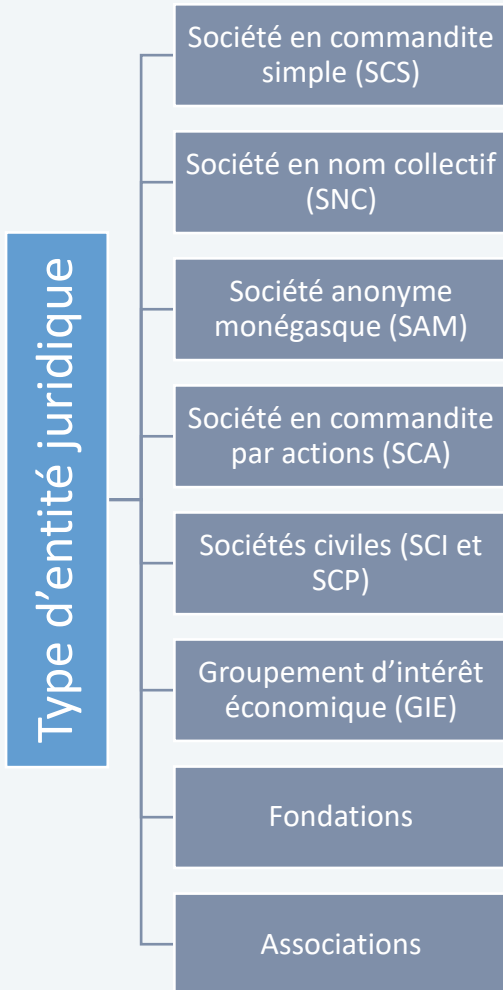 Type d’entité juridique
Société en commandite
simple (SCS)
Société en nom collectif
(SNC)
Société anonyme
monégasque (SAM)
Société en commandite
par actions (SCA)
Sociétés civiles (SCI et
SCP)
Groupement d’intérêt
économique (GIE)
Fondations
Associations